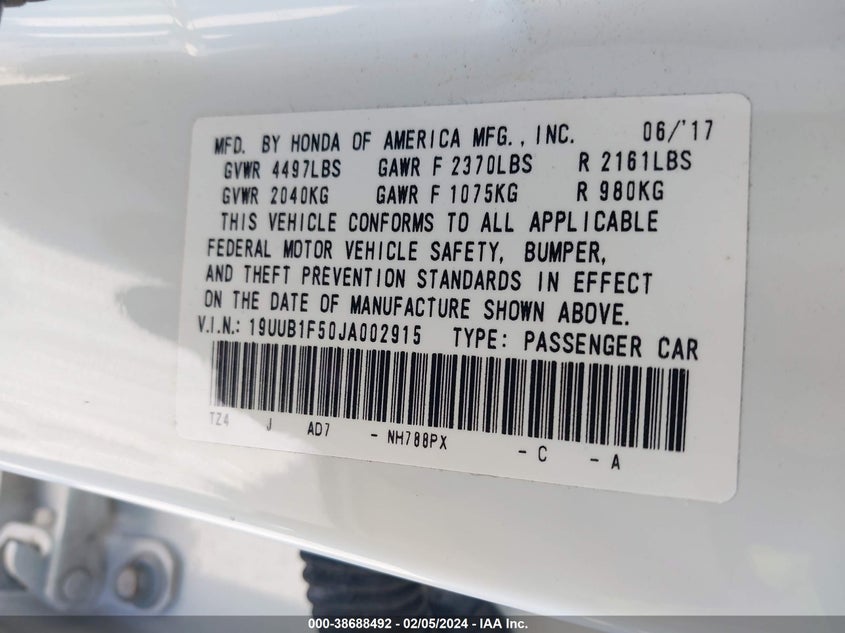 MFD. BY HONDA OF AMERICA MFG., INC. 06/'17
GVWR 4497LBS GAWR F 2370LBS R 2161LBS
GVWR 2040KG GAWR F 1075KG R 980KG
THIS VEHICLE CONFORMS TO ALL APPLICABLE
FEDERAL MOTOR VEHICLE SAFETY, BUMPER,
AND THEFT PREVENTION STANDARDS IN EFFECT
ON THE DATE OF MANUFACTURE SHOWN ABOVE.
V.I.N.: 19UUB1F50JA002915 TYPE: PASSENGER CAR
TZ4 J AD7 - NH788PX - C - A
000-38688492 - 02/05/2024 - IAA Inc.